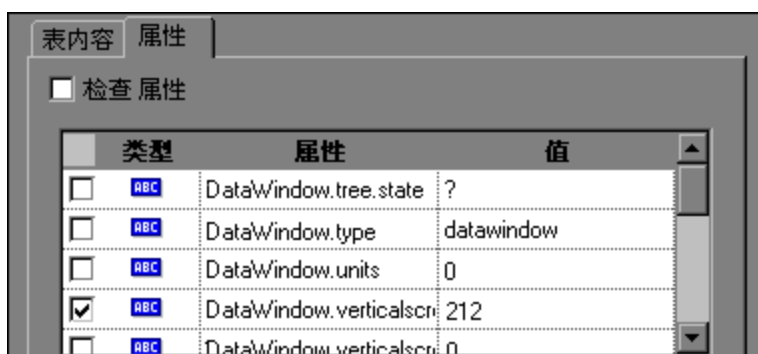 表内容 属性
检查 属性
类型 属性 值
ABC DataWindow.tree.state ?
ABC DataWindow.type datawindow
ABC DataWindow.units 0
ABC DataWindow.verticalscr 212
ABC DataWindow.verticalscr 0